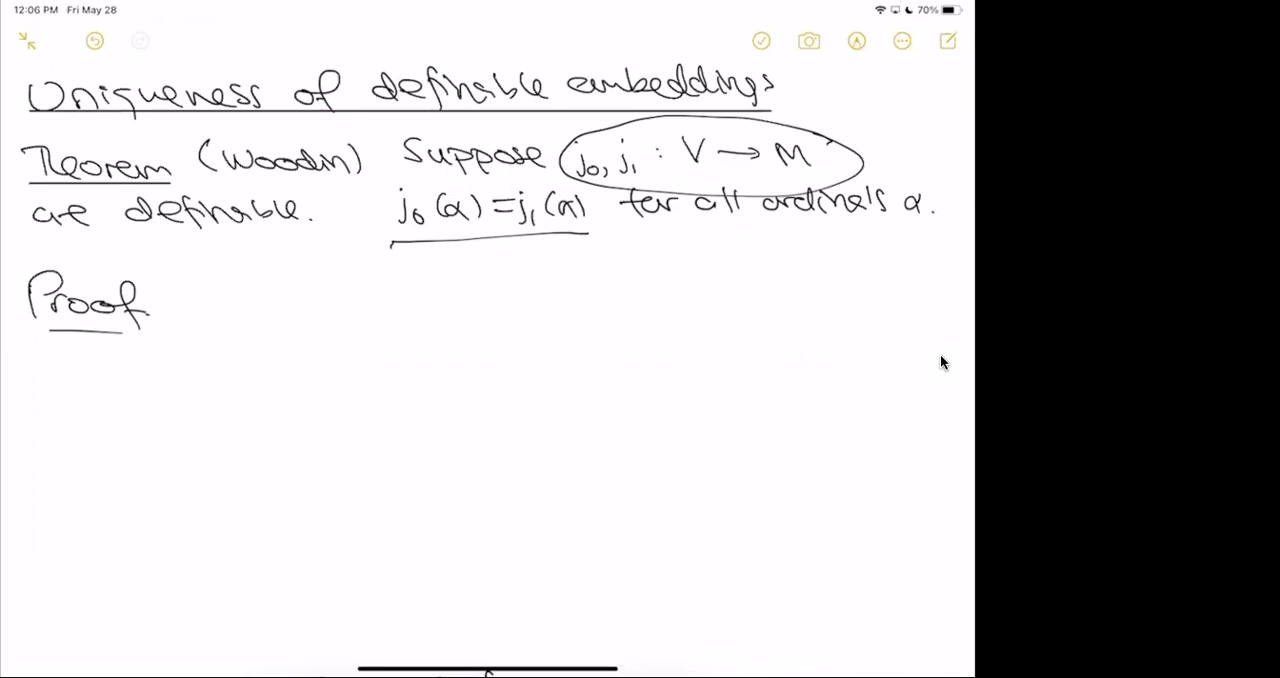 12:06 PM Fri May 28 70%
Uniqueness of definable embeddings
Theorem (Woodin) Suppose j₀, j₁ : V → M
are definable. j₀(α) = j₁(α) for all ordinals α.
Proof